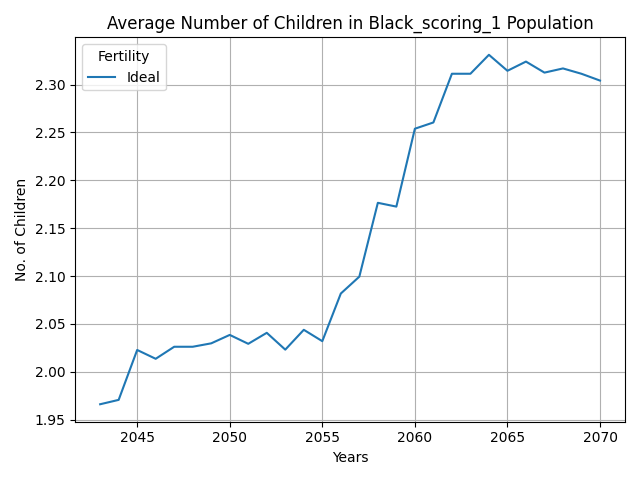 Average Number of Children in Black_scoring_1 Population
Fertility
Ideal
No. of Children
2.30
2.25
2.20
2.15
2.10
2.05
2.00
1.95
2045 2050 2055 2060 2065 2070
Years